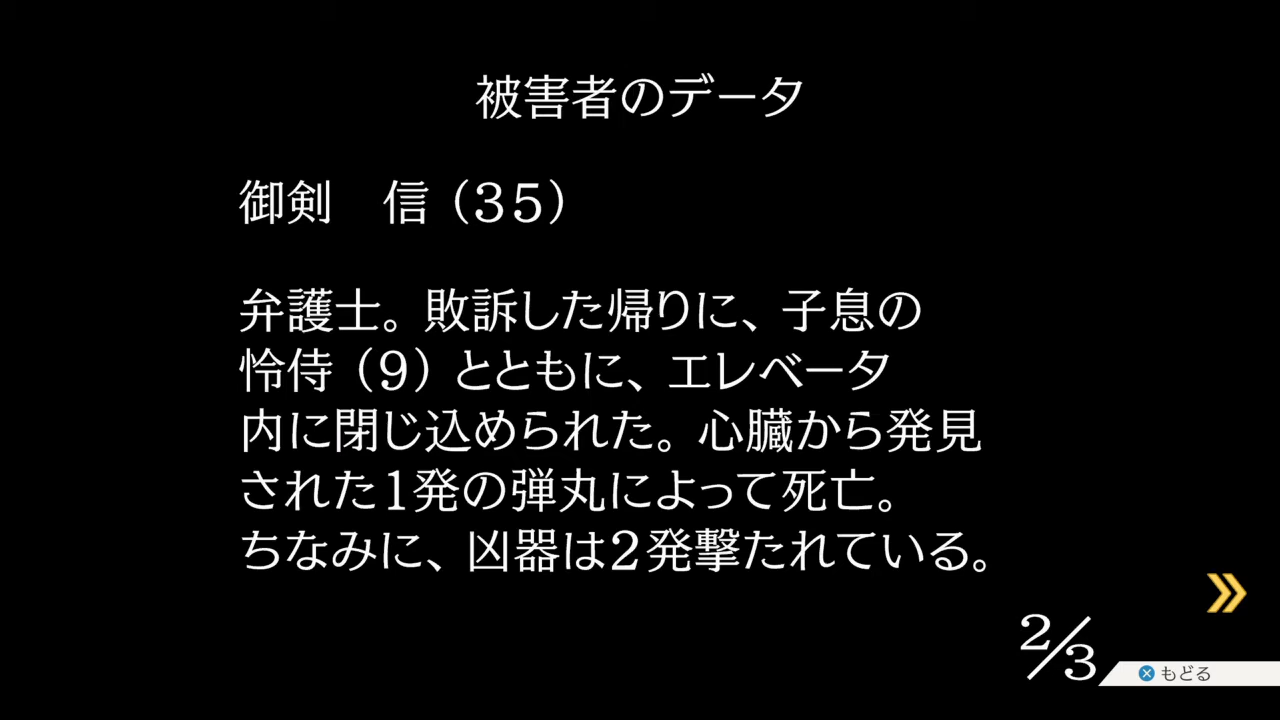 被害者のデータ
御剣　信（３５）
弁護士。敗訴した帰りに、子息の
怜侍（９）とともに、エレベータ
内に閉じ込められた。心臓から発見
された１発の弾丸によって死亡。
ちなみに、凶器は２発撃たれている。
2/3
もどる